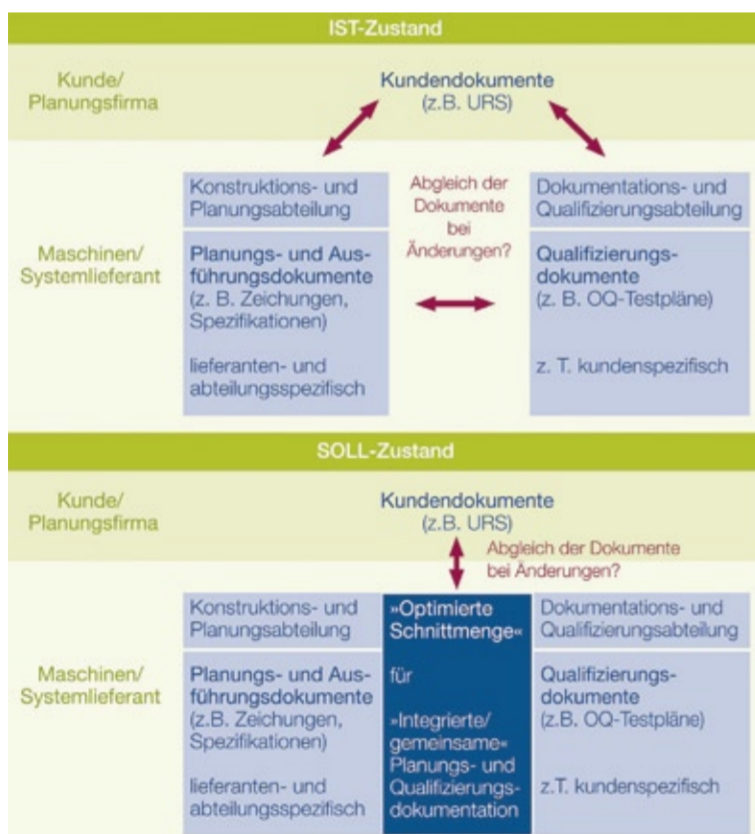 IST-Zustand
Kunde/
Planungsfirma
Kundendokumente
(z.B. URS)
Maschinen/
Systemlieferant
Konstruktions- und
Planungsabteilung
Planungs- und Aus-
führungsdokumente
(z. B. Zeichungen,
Spezifikationen)
lieferanten- und
abteilungsspezifisch
Abgleich der
Dokumente
bei
Änderungen?
Dokumentations- und
Qualifizierungsabteilung
Qualifizierungs-
dokumente
(z. B. OQ-Testpläne)
z. T. kundenspezifisch
SOLL-Zustand
Kunde/
Planungsfirma
Kundendokumente
(z.B. URS)
Abgleich der Dokumente
bei Änderungen?
Maschinen/
Systemlieferant
Konstruktions- und
Planungsabteilung
Planungs- und Aus-
führungsdokumente
(z.B. Zeichungen,
Spezifikationen)
lieferanten- und
abteilungsspezifisch
»Optimierte
Schnittmenge«
für
»Integrierte/
gemeinsame«
Planungs- und
Qualifizierungs-
dokumentation
Dokumentations- und
Qualifizierungsabteilung
Qualifizierungs-
dokumente
(z.B. OQ-Testpläne)
z.T. kundenspezifisch